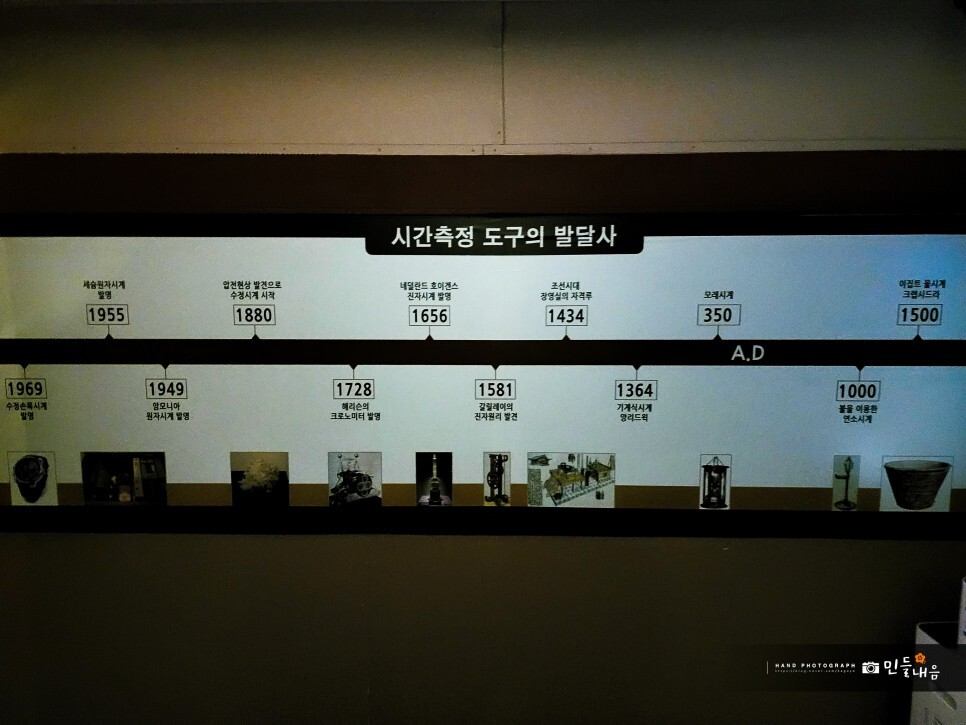 시간측정 도구의 발달사
세슘원자시계
발명
1955
압전현상 발견으로
수정시계 시작
1880
네덜란드 호이겐스
진자시계 발명
1656
조선시대
장영실의 자격루
1434
모래시계
350
이집트 물시계
크랩시드라
1500
A.D
1969
수정손목시계
발명
1949
암모니아
원자시계 발명
1728
해리슨의
크로노미터 발명
1581
갈릴레이의
진자원리 발견
1364
기계식시계
앙리드윅
1000
불을 이용한
연소시계
HAND PHOTOGRAPH
민들내음